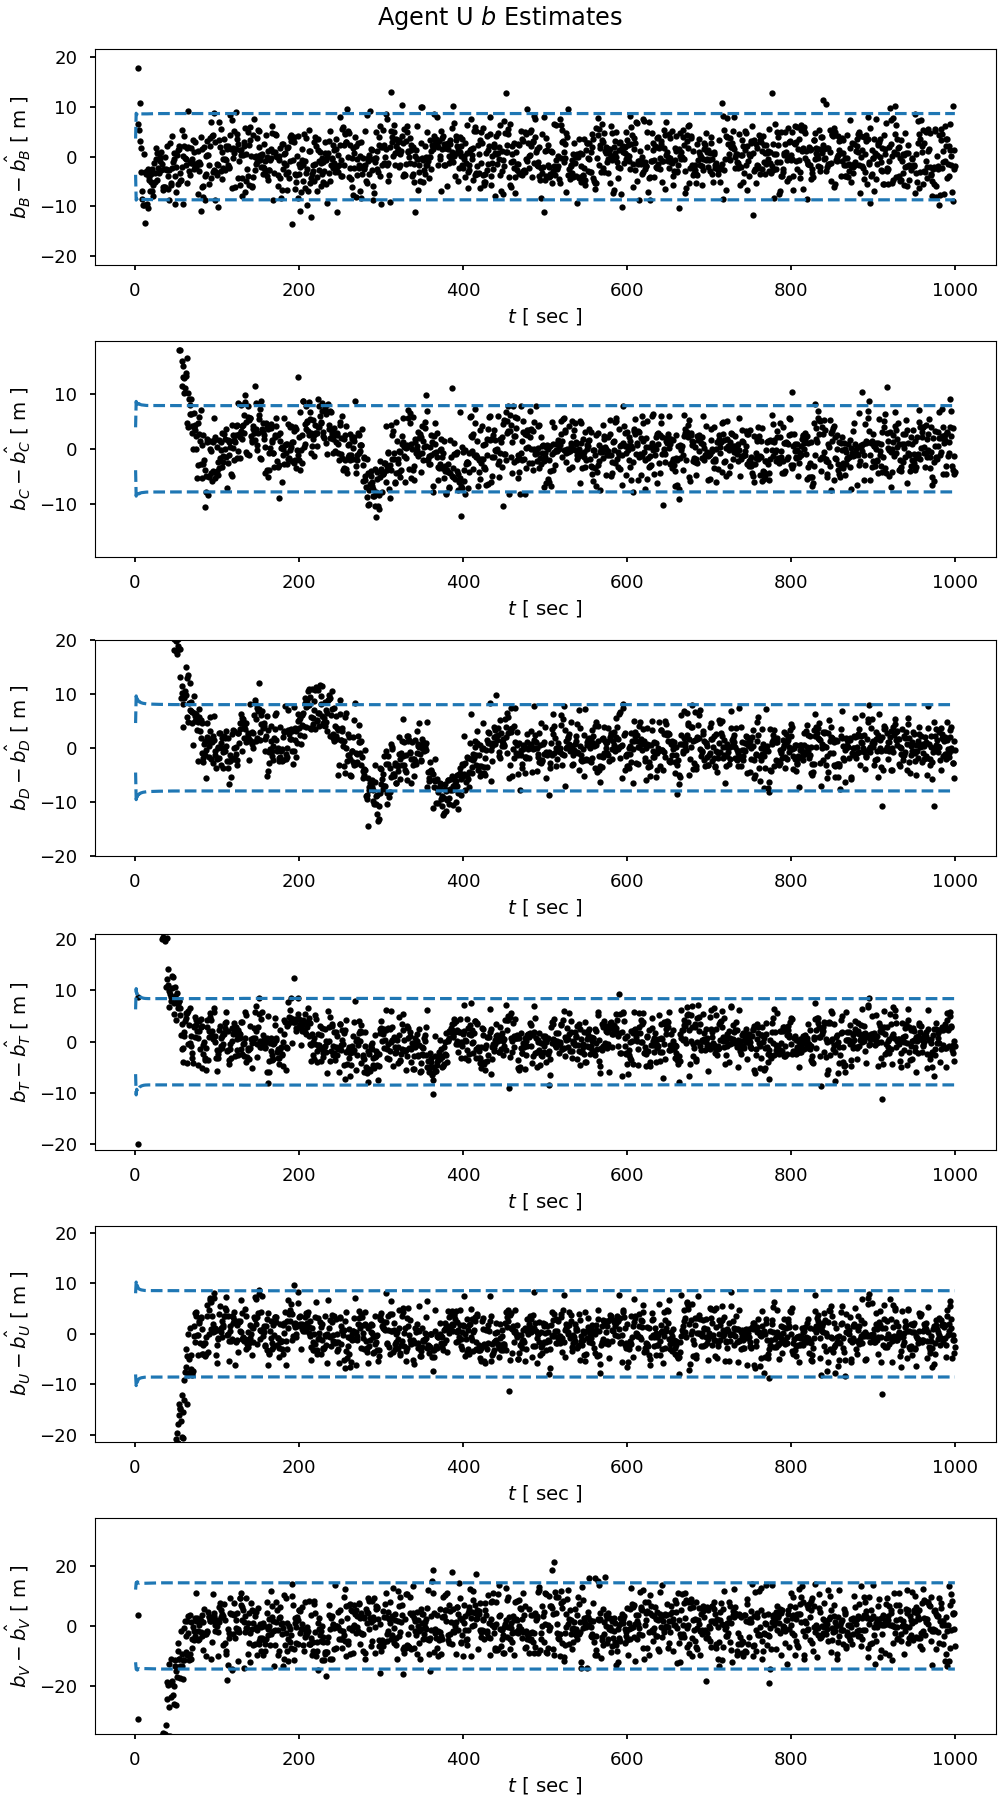 Agent U b Estimates
20
10
0
−10
−20
b_B − b̂_B [ m ]
0 200 400 600 800 1000
t [ sec ]
10
0
−10
b_C − b̂_C [ m ]
0 200 400 600 800 1000
t [ sec ]
20
10
0
−10
−20
b_D − b̂_D [ m ]
0 200 400 600 800 1000
t [ sec ]
20
10
0
−10
−20
b_T − b̂_T [ m ]
0 200 400 600 800 1000
t [ sec ]
20
10
0
−10
−20
b_U − b̂_U [ m ]
0 200 400 600 800 1000
t [ sec ]
20
0
−20
b_V − b̂_V [ m ]
0 200 400 600 800 1000
t [ sec ]